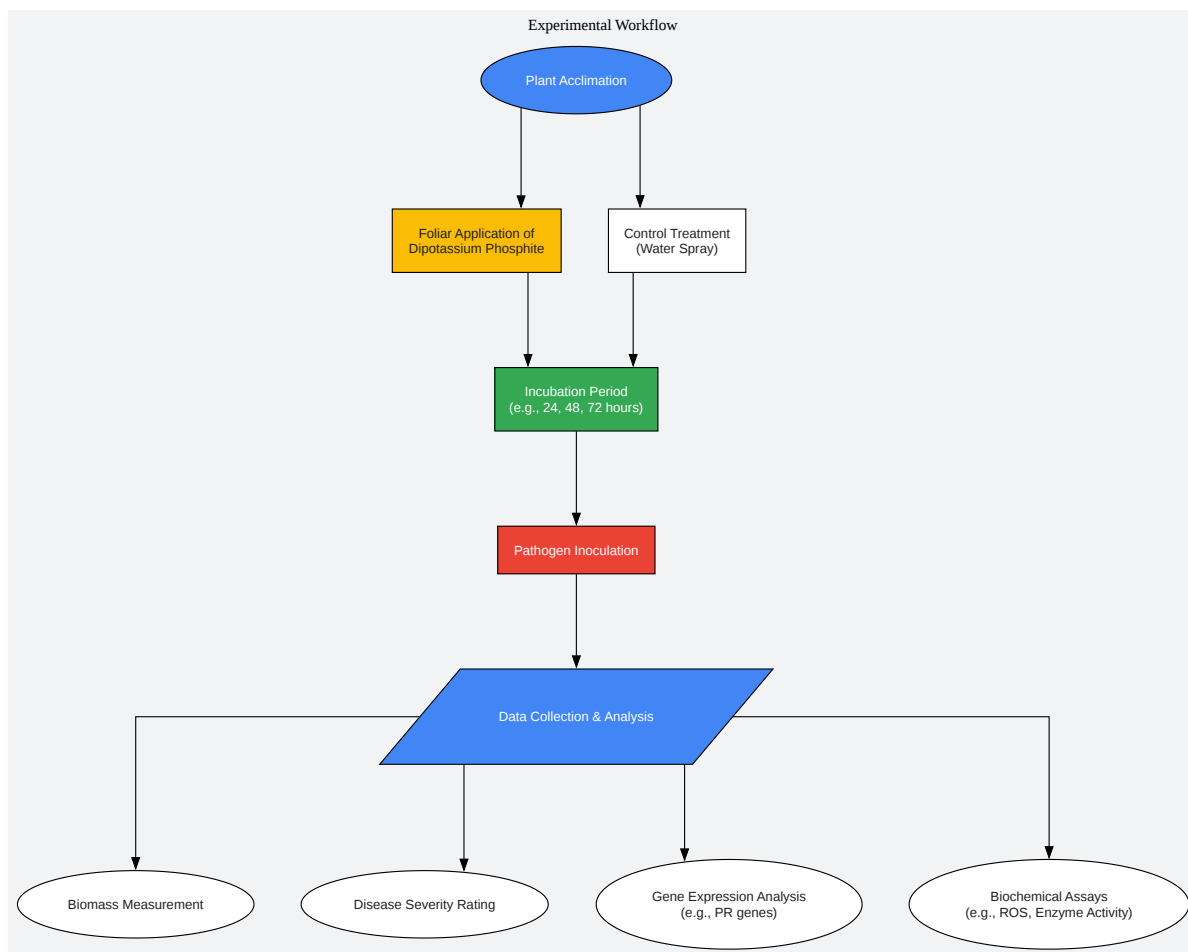 Experimental Workflow
Plant Acclimation
Foliar Application of
Dipotassium Phosphite
Control Treatment
(Water Spray)
Incubation Period
(e.g., 24, 48, 72 hours)
Pathogen Inoculation
Data Collection & Analysis
Biomass Measurement
Disease Severity Rating
Gene Expression Analysis
(e.g., PR genes)
Biochemical Assays
(e.g., ROS, Enzyme Activity)